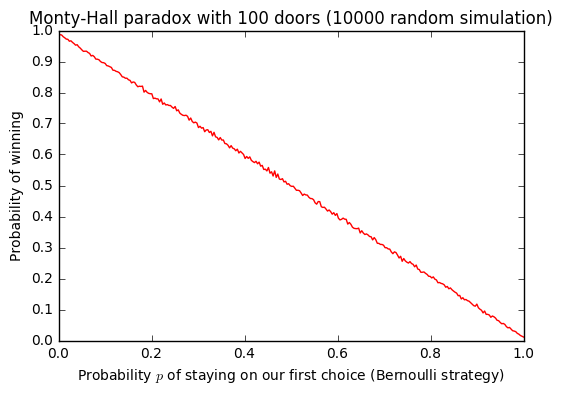 Monty-Hall paradox with 100 doors (10000 random simulation)
1.0
0.9
0.8
0.7
0.6
0.5
0.4
0.3
0.2
0.1
0.0
Probability of winning
0.0 0.2 0.4 0.6 0.8 1.0
Probability p of staying on our first choice (Bernoulli strategy)